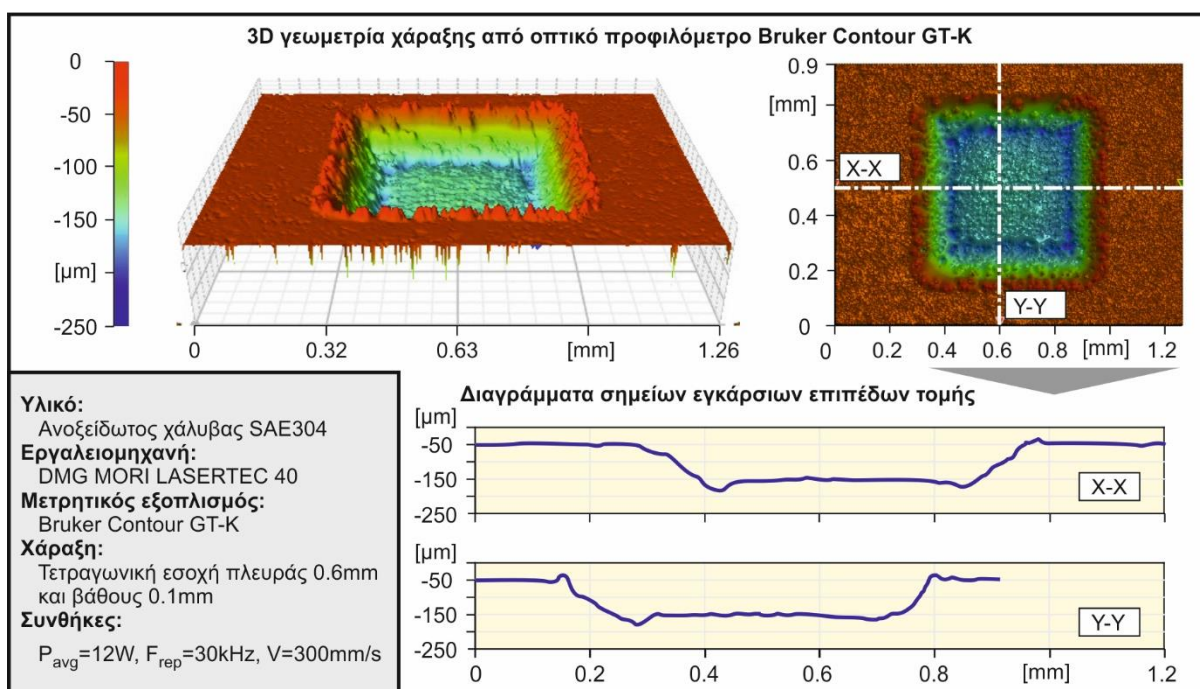 3D γεωμετρία χάραξης από οπτικό προφιλόμετρο Bruker Contour GT-K
0
-50
-100
-150
[µm]
-250
0
0.32
0.63
[mm]
1.26
0.9
[mm]
0.6
0.4
0.2
0
X-X
Y-Y
0
0.4
0.6
0.8
[mm]
1.2
Υλικό:
Ανοξείδωτος χάλυβας SAE304
Εργαλειομηχανή:
DMG MORI LASERTEC 40
Μετρητικός εξοπλισμός:
Bruker Contour GT-K
Χάραξη:
Τετραγωνική εσοχή πλευράς 0.6mm
και βάθους 0.1mm
Συνθήκες:
Pavg=12W, Frep=30kHz, V=300mm/s
Διαγράμματα σημείων εγκάρσιων επιπέδων τομής
[µm]
-50
-150
-250
X-X
[µm]
-50
-150
-250
Y-Y
0
0.2
0.4
0.6
0.8
[mm]
1.2